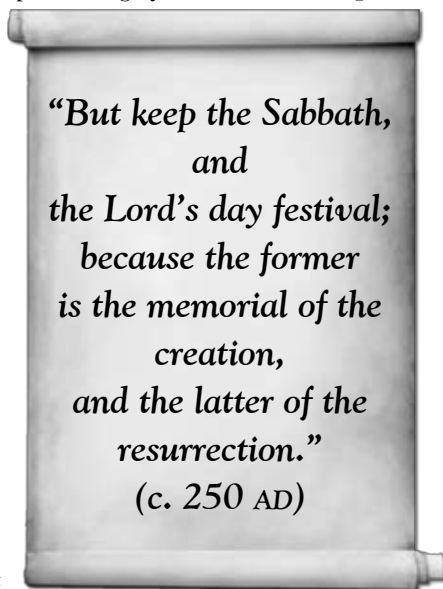 “But keep the Sabbath,
and
the Lord’s day festival;
because the former
is the memorial of the
creation,
and the latter of the
resurrection.”
(c. 250 AD)